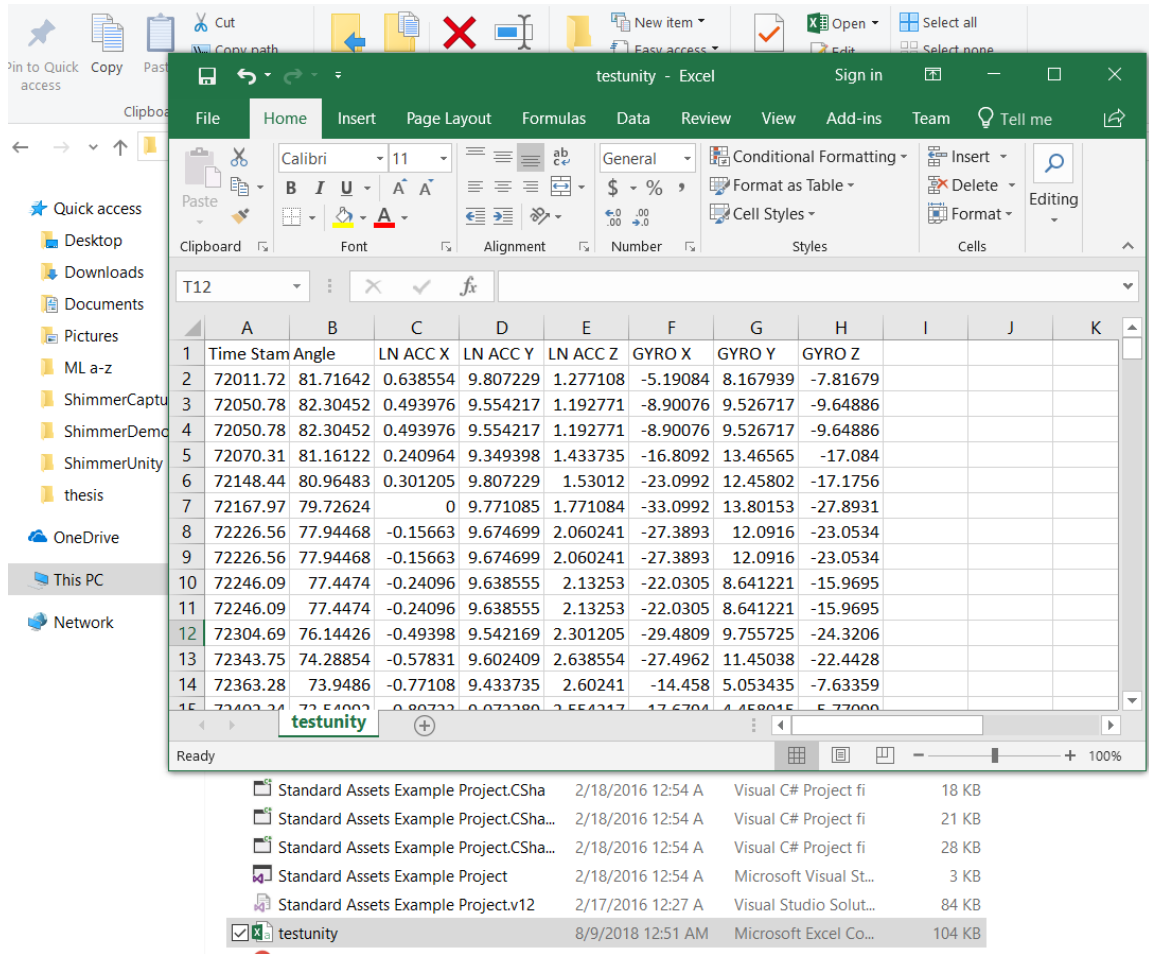 Cut
New item
Open
Select all
Copy path
Easy access
Edit
Select none
Pin to Quick access
Copy
Clipboa
testunity - Excel
Sign in
File
Home
Insert
Page Layout
Formulas
Data
Review
View
Add-ins
Team
Tell me
Paste
Calibri
11
General
Conditional Formatting
Format as Table
Cell Styles
Insert
Delete
Format
Editing
Clipboard
Font
Alignment
Number
Styles
Cells
T12
fx
A B C D E F G H I J K
1 Time Stam Angle LN ACC X LN ACC Y LN ACC Z GYRO X GYRO Y GYRO Z
2 72011.72 81.71642 0.638554 9.807229 1.277108 -5.19084 8.167939 -7.81679
3 72050.78 82.30452 0.493976 9.554217 1.192771 -8.90076 9.526717 -9.64886
4 72050.78 82.30452 0.493976 9.554217 1.192771 -8.90076 9.526717 -9.64886
5 72070.31 81.16122 0.240964 9.349398 1.433735 -16.8092 13.46565 -17.084
6 72148.44 80.96483 0.301205 9.807229 1.53012 -23.0992 12.45802 -17.1756
7 72167.97 79.72624 0 9.771085 1.771084 -33.0992 13.80153 -27.8931
8 72226.56 77.94468 -0.15663 9.674699 2.060241 -27.3893 12.0916 -23.0534
9 72226.56 77.94468 -0.15663 9.674699 2.060241 -27.3893 12.0916 -23.0534
10 72246.09 77.4474 -0.24096 9.638555 2.13253 -22.0305 8.641221 -15.9695
11 72246.09 77.4474 -0.24096 9.638555 2.13253 -22.0305 8.641221 -15.9695
12 72304.69 76.14426 -0.49398 9.542169 2.301205 -29.4809 9.755725 -24.3206
13 72343.75 74.28854 -0.57831 9.602409 2.638554 -27.4962 11.45038 -22.4428
14 72363.28 73.9486 -0.77108 9.433735 2.60241 -14.458 5.053435 -7.63359
testunity
Ready
100%
Quick access
Desktop
Downloads
Documents
Pictures
ML a-z
ShimmerCaptu
ShimmerDemo
ShimmerUnity
thesis
OneDrive
This PC
Network
Standard Assets Example Project.CSha 2/18/2016 12:54 A Visual C# Project fi 18 KB
Standard Assets Example Project.CSha... 2/18/2016 12:54 A Visual C# Project fi 21 KB
Standard Assets Example Project.CSha... 2/18/2016 12:54 A Visual C# Project fi 28 KB
Standard Assets Example Project 2/18/2016 12:54 A Microsoft Visual St... 3 KB
Standard Assets Example Project.v12 2/17/2016 12:27 A Visual Studio Solut... 84 KB
testunity 8/9/2018 12:51 AM Microsoft Excel Co... 104 KB